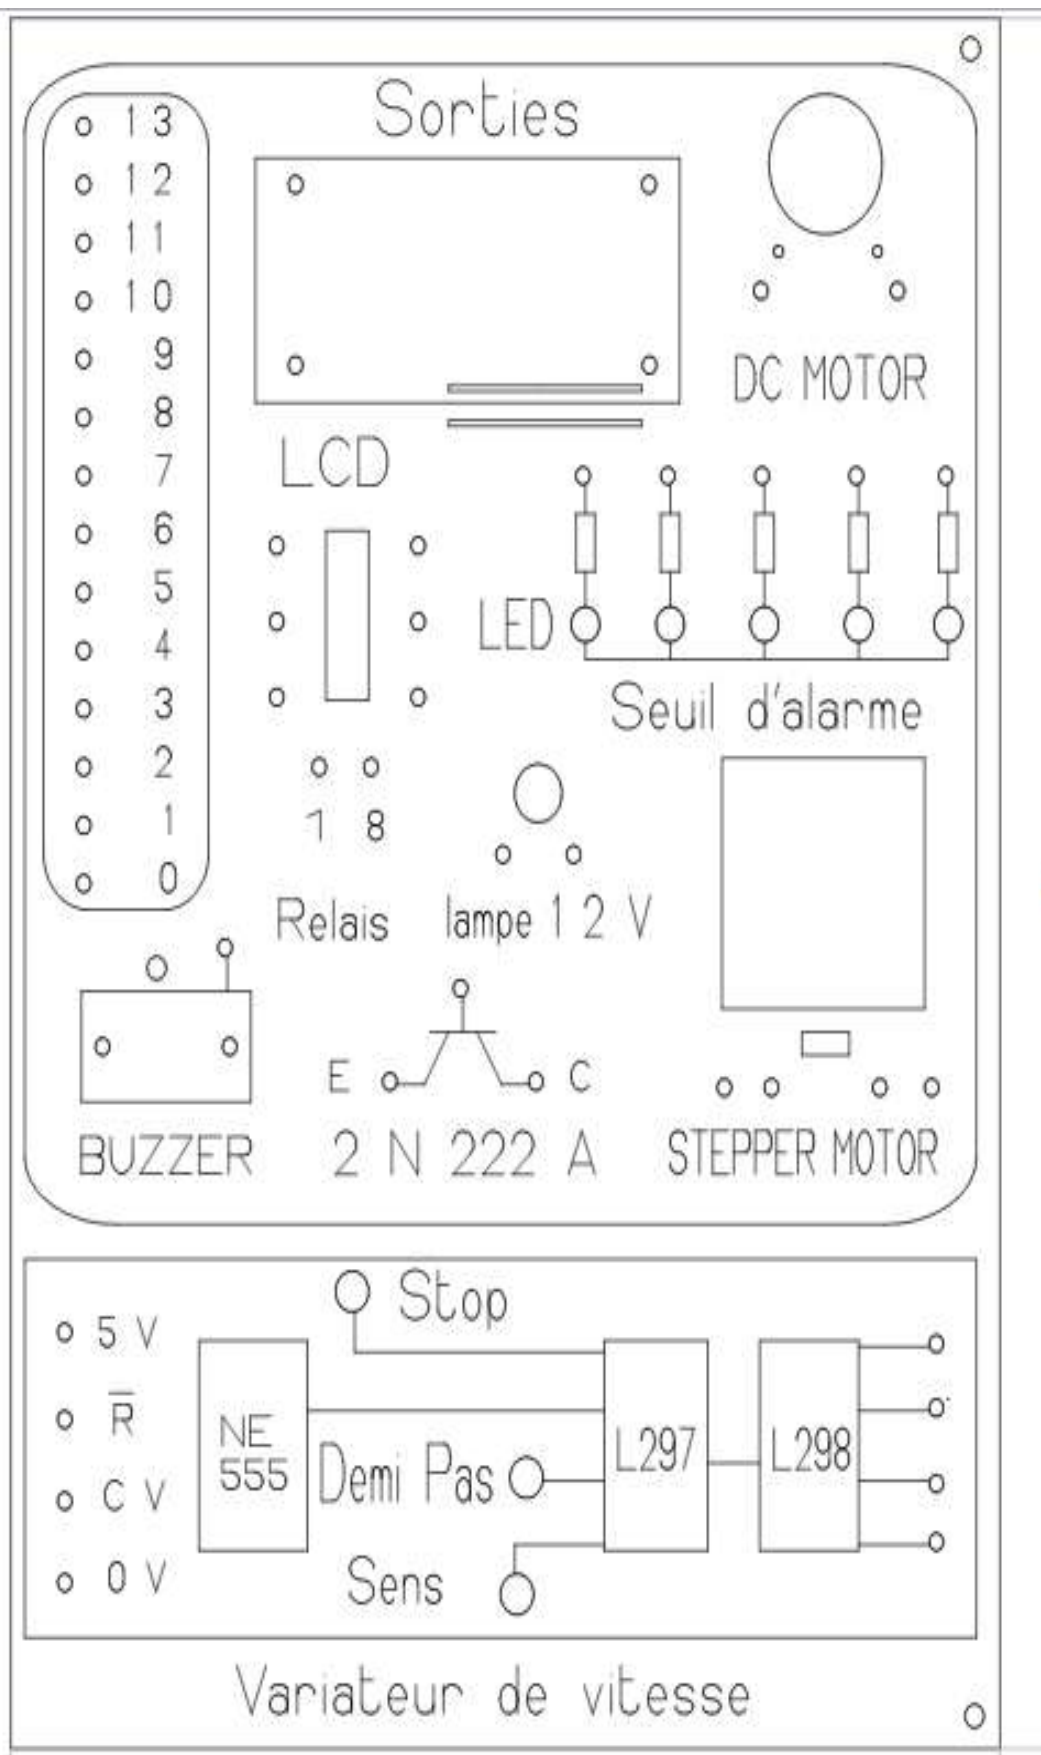 Sorties
13
12
11
10
9
8
7
6
5
4
3
2
1
0
DC MOTOR
LCD
LED
Seuil d'alarme
1 8
Relais
lampe 12 V
E C
BUZZER
2 N 222 A
STEPPER MOTOR
Stop
5 V
R̅
NE
555
L297
L298
Demi Pas
C V
0 V
Sens
Variateur de vitesse